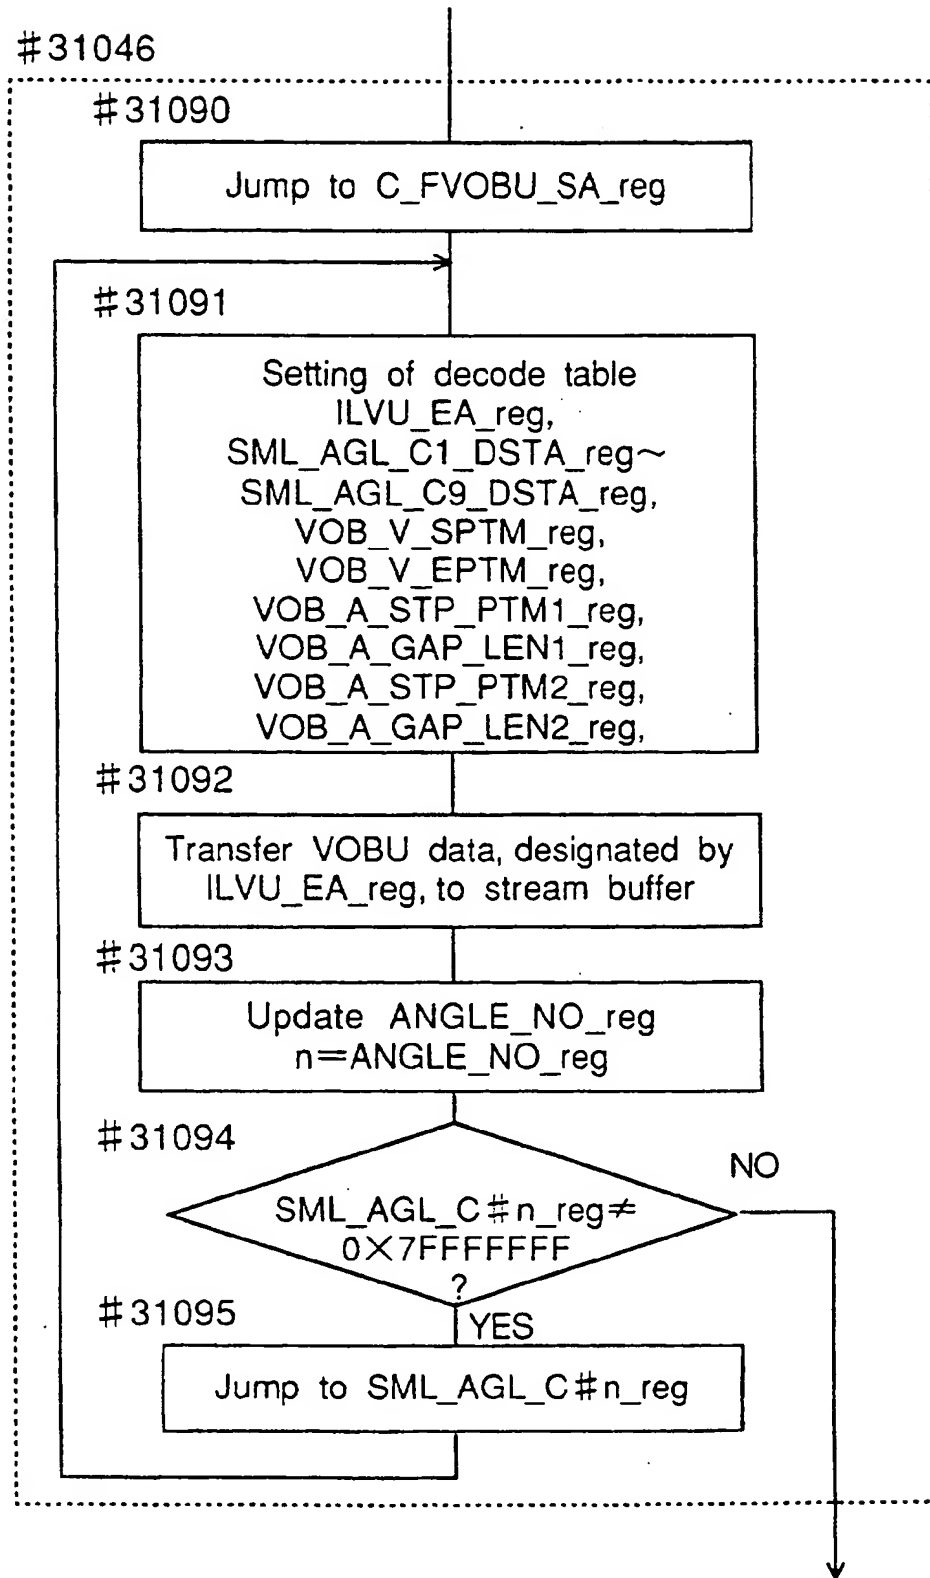 #31046
#31090
Jump to C_FVOBU_SA_reg
#31091
Setting of decode table
ILVU_EA_reg,
SML_AGL_C1_DSTA_reg~
SML_AGL_C9_DSTA_reg,
VOB_V_SPTM_reg,
VOB_V_EPTM_reg,
VOB_A_STP_PTM1_reg,
VOB_A_GAP_LEN1_reg,
VOB_A_STP_PTM2_reg,
VOB_A_GAP_LEN2_reg,
#31092
Transfer VOBU data, designated by
ILVU_EA_reg, to stream buffer
#31093
Update ANGLE_NO_reg
n=ANGLE_NO_reg
#31094
NO
SML_AGL_C#n_reg≠
0×7FFFFFFF
?
#31095
YES
Jump to SML_AGL_C#n_reg